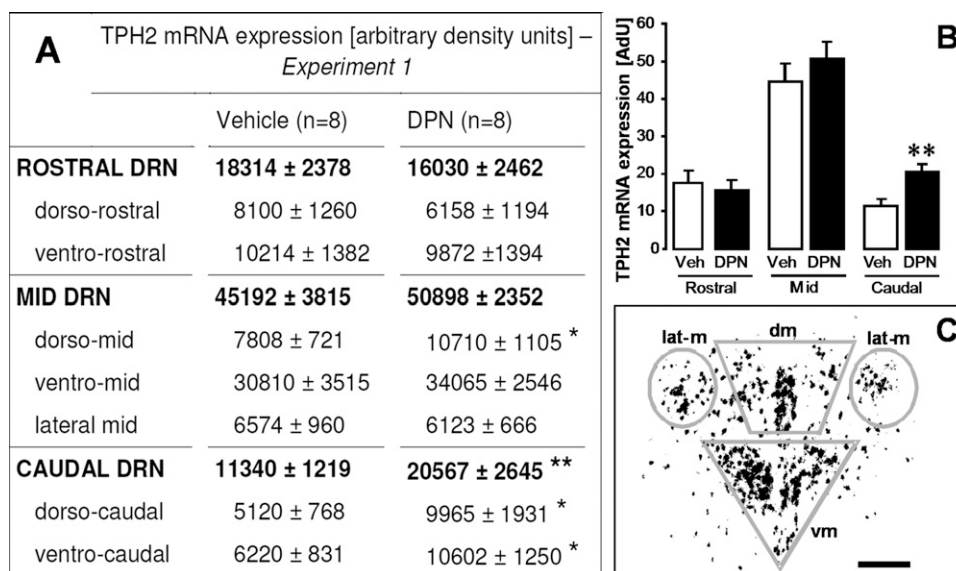 A
TPH2 mRNA expression [arbitrary density units] –
Experiment 1
Vehicle (n=8) DPN (n=8)
ROSTRAL DRN 18314 ± 2378 16030 ± 2462
dorso-rostral 8100 ± 1260 6158 ± 1194
ventro-rostral 10214 ± 1382 9872 ±1394
MID DRN 45192 ± 3815 50898 ± 2352
dorso-mid 7808 ± 721 10710 ± 1105 *
ventro-mid 30810 ± 3515 34065 ± 2546
lateral mid 6574 ± 960 6123 ± 666
CAUDAL DRN 11340 ± 1219 20567 ± 2645 **
dorso-caudal 5120 ± 768 9965 ± 1931 *
ventro-caudal 6220 ± 831 10602 ± 1250 *
B
TPH2 mRNA expression [AdU]
60
50
40
30
20
10
0
**
Veh DPN Veh DPN Veh DPN
Rostral Mid Caudal
C
lat-m dm lat-m
vm